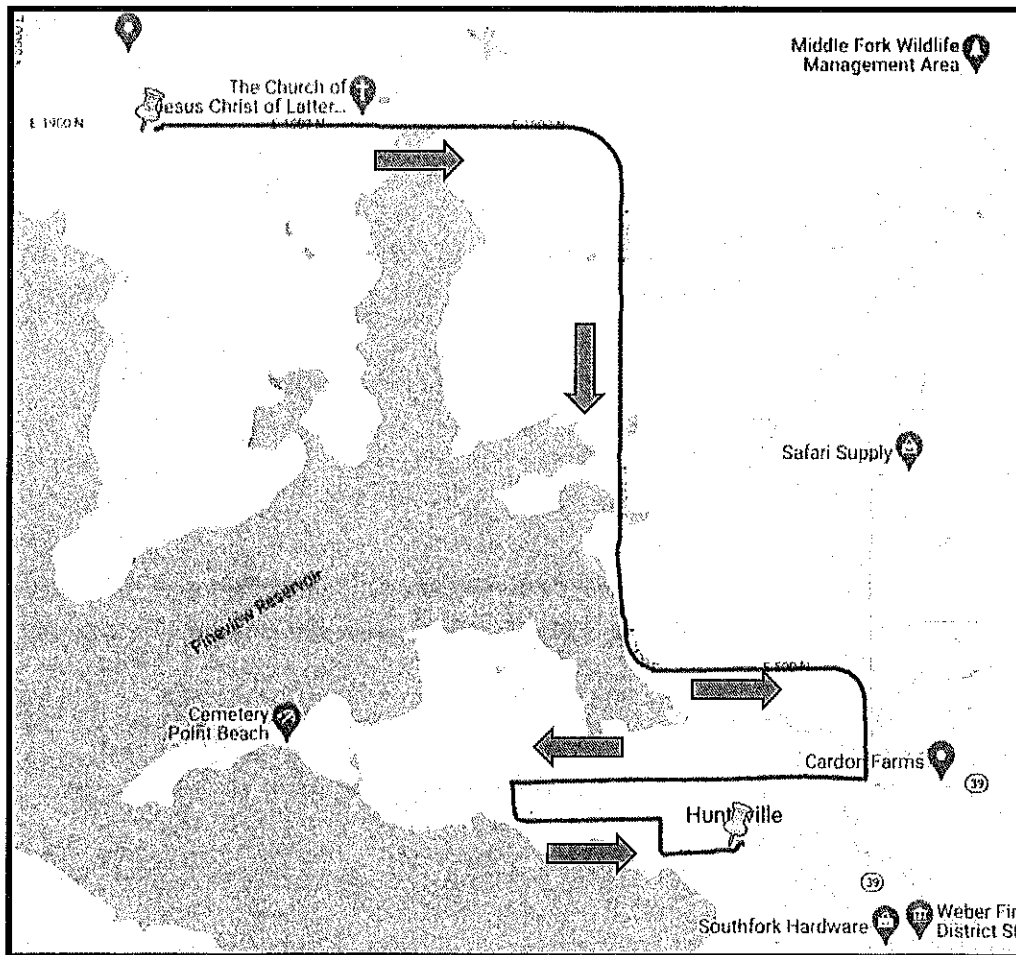 Middle Fork Wildlife
Management Area
The Church of
Jesus Christ of Latter...
E 1900 N
Safari Supply
Pineview Reservoir
E 500 N
Cemetery
Point Beach
Cardon Farms
39
Huntsville
39
Southfork Hardware
Weber Fir
District St